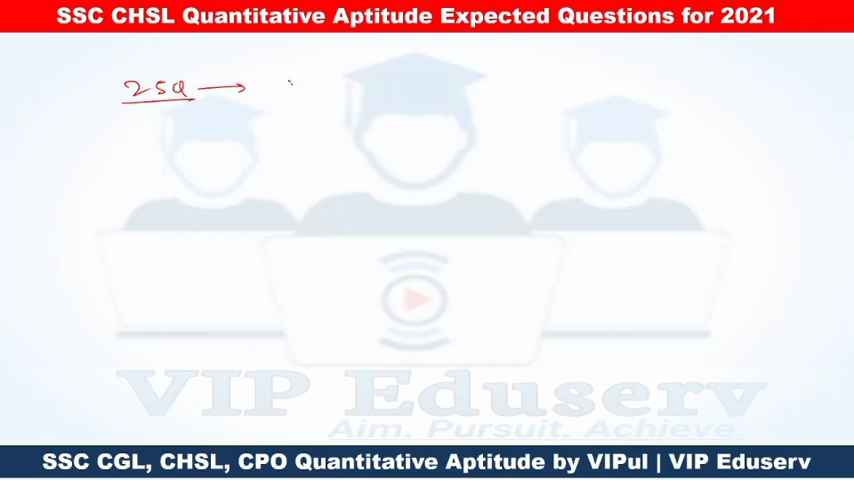 SSC CHSL Quantitative Aptitude Expected Questions for 2021
25Q →
VIP Eduserv
Aim. Pursuit. Achieve.
SSC CGL, CHSL, CPO Quantitative Aptitude by VIPul | VIP Eduserv